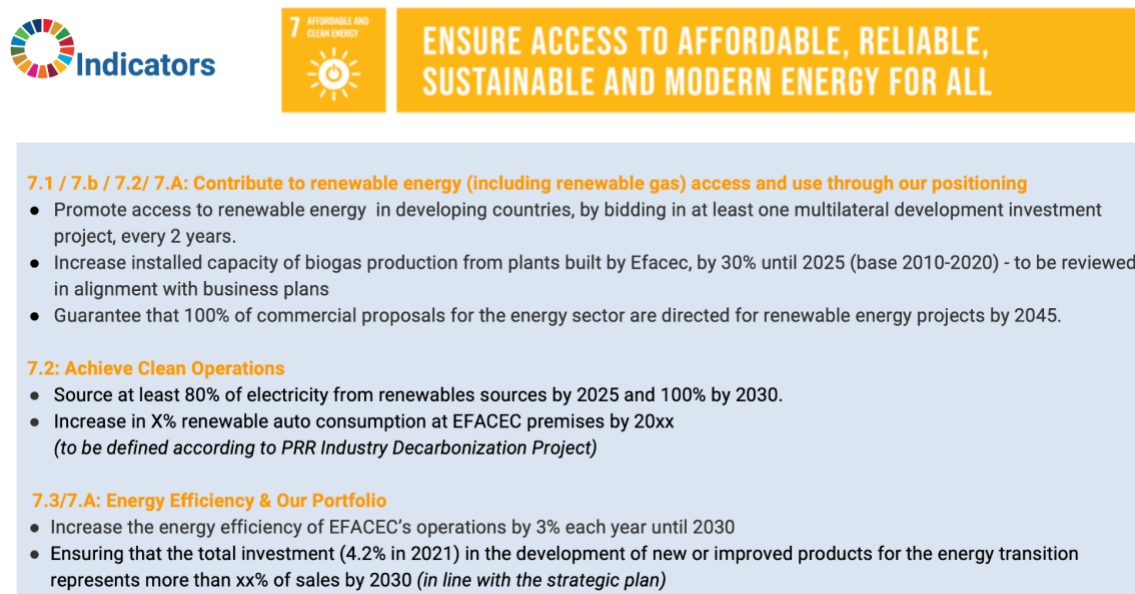 Indicators
7 AFFORDABLE AND
CLEAN ENERGY
ENSURE ACCESS TO AFFORDABLE, RELIABLE,
SUSTAINABLE AND MODERN ENERGY FOR ALL
7.1 / 7.b / 7.2/ 7.A: Contribute to renewable energy (including renewable gas) access and use through our positioning
● Promote access to renewable energy in developing countries, by bidding in at least one multilateral development investment
project, every 2 years.
● Increase installed capacity of biogas production from plants built by Efacec, by 30% until 2025 (base 2010-2020) - to be reviewed
in alignment with business plans
● Guarantee that 100% of commercial proposals for the energy sector are directed for renewable energy projects by 2045.
7.2: Achieve Clean Operations
● Source at least 80% of electricity from renewables sources by 2025 and 100% by 2030.
● Increase in X% renewable auto consumption at EFACEC premises by 20xx
(to be defined according to PRR Industry Decarbonization Project)
7.3/7.A: Energy Efficiency & Our Portfolio
● Increase the energy efficiency of EFACEC's operations by 3% each year until 2030
● Ensuring that the total investment (4.2% in 2021) in the development of new or improved products for the energy transition
represents more than xx% of sales by 2030 (in line with the strategic plan)